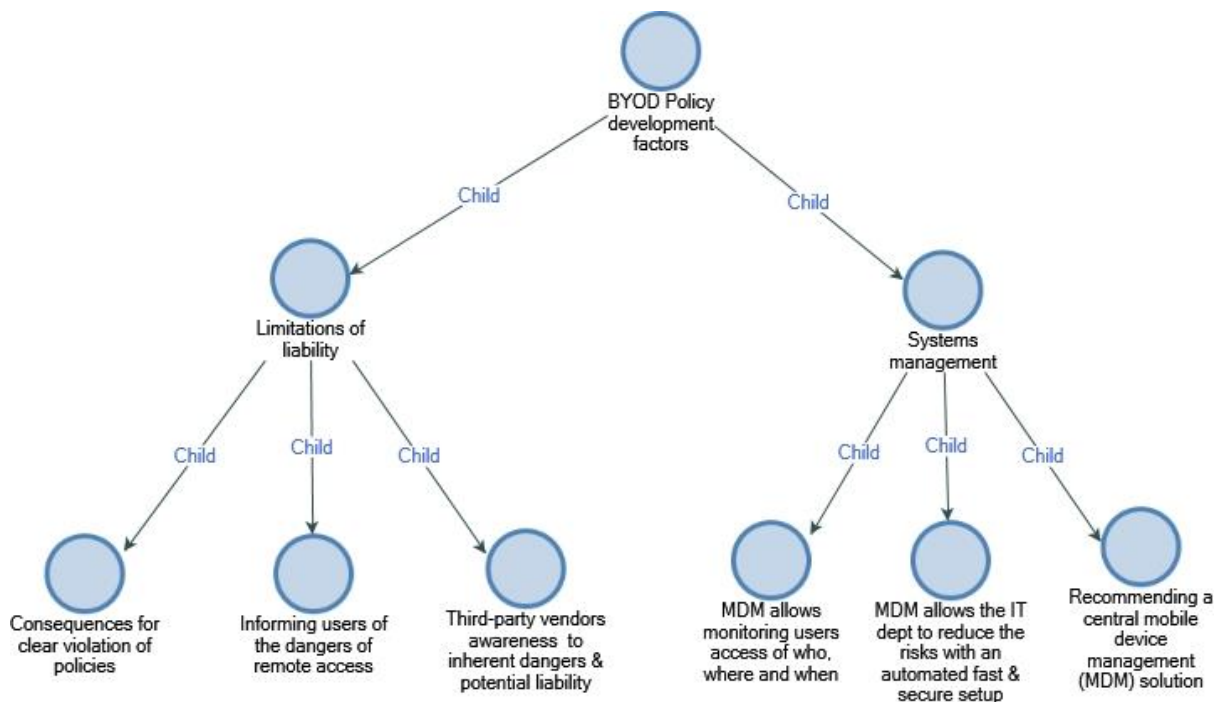 BYOD Policy
development
factors
Child
Child
Limitations of
liability
Systems
management
Child
Child
Child
Child
Child
Child
Consequences for
clear violation of
policies
Informing users
of the dangers of
remote access
Third-party vendors
awareness to
inherent dangers &
potential liability
MDM allows
monitoring users
access of who,
where and when
MDM allows the IT
dept to reduce the
risks with an
automated fast &
secure setup
Recommending a
central mobile
device
management
(MDM) solution